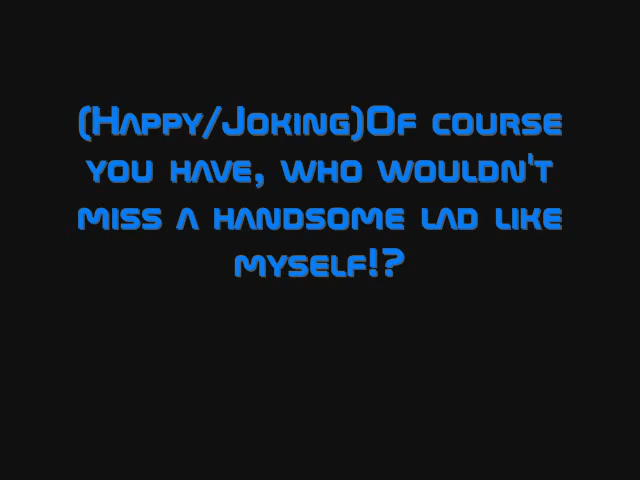 (Happy/Joking)Of course
you have, who wouldn't
miss a handsome lad like
myself!?